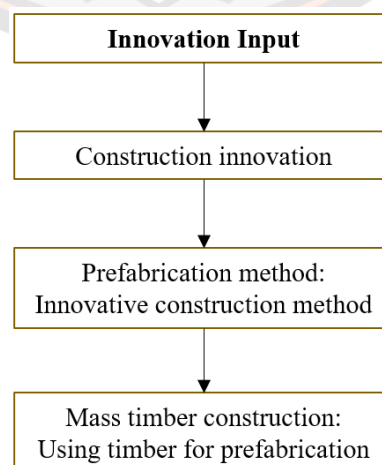 Innovation Input
Construction innovation
Prefabrication method:
Innovative construction method
Mass timber construction:
Using timber for prefabrication